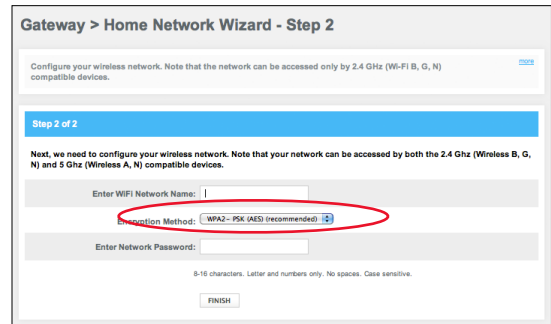 Gateway > Home Network Wizard - Step 2
Configure your wireless network. Note that the network can be accessed only by 2.4 GHz (Wi-Fi B, G, N)
compatible devices.
more
Step 2 of 2
Next, we need to configure your wireless network. Note that your network can be accessed by both the 2.4 Ghz (Wireless B, G,
N) and 5 Ghz (Wireless A, N) compatible devices.
Enter WiFi Network Name:
Encryption Method: WPA2– PSK (AES) (recommended)
Enter Network Password:
8-16 characters. Letter and numbers only. No spaces. Case sensitive.
FINISH